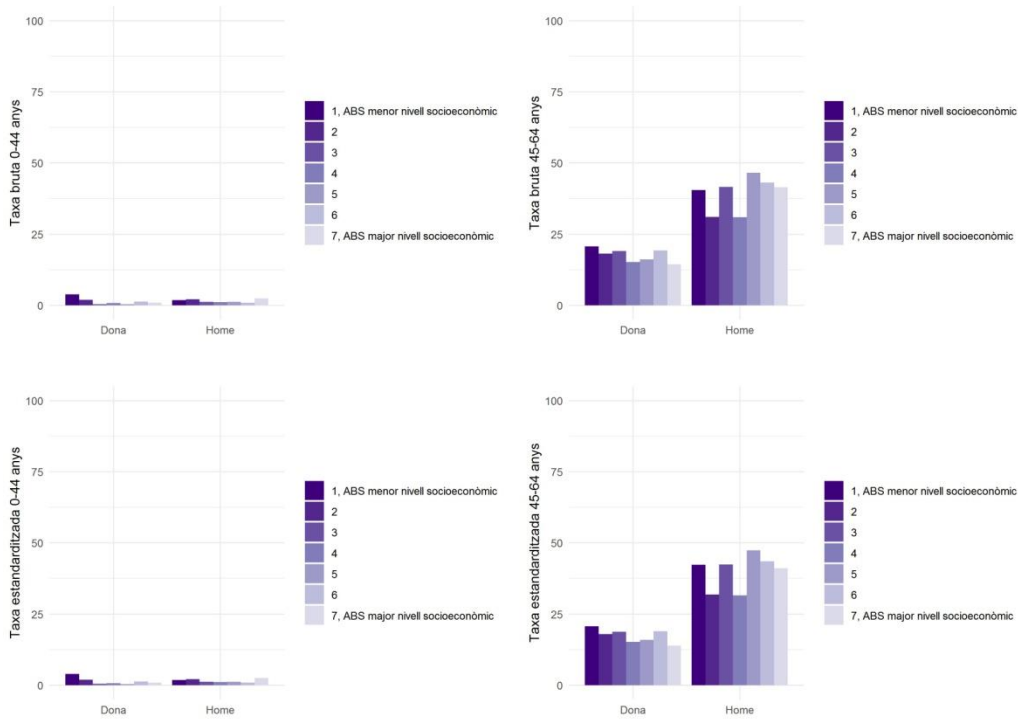 Taxa bruta 0-44 anys
100
75
50
25
0
Dona
Home
1, ABS menor nivell socioeconòmic
2
3
4
5
6
7, ABS major nivell socioeconòmic
Taxa bruta 45-64 anys
100
75
50
25
0
Dona
Home
1, ABS menor nivell socioeconòmic
2
3
4
5
6
7, ABS major nivell socioeconòmic
Taxa estandarditzada 0-44 anys
100
75
50
25
0
Dona
Home
1, ABS menor nivell socioeconòmic
2
3
4
5
6
7, ABS major nivell socioeconòmic
Taxa estandarditzada 45-64 anys
100
75
50
25
0
Dona
Home
1, ABS menor nivell socioeconòmic
2
3
4
5
6
7, ABS major nivell socioeconòmic